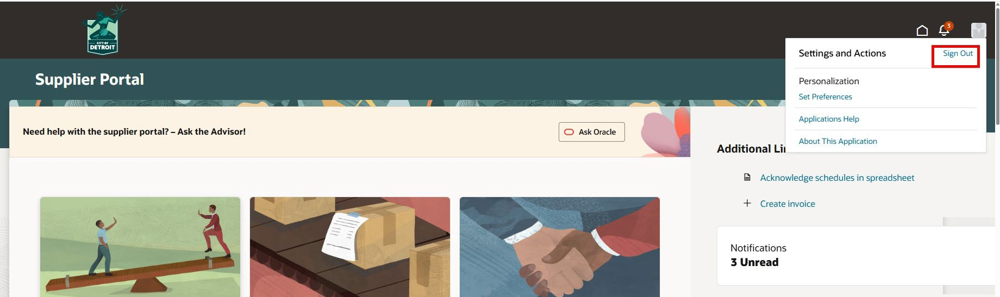 CITY OF
DETROIT
3
Settings and Actions
Sign Out
Supplier Portal
Personalization
Set Preferences
Applications Help
Need help with the supplier portal? – Ask the Advisor!
Ask Oracle
About This Application
Additional Li
Acknowledge schedules in spreadsheet
Create invoice
Notifications
3 Unread